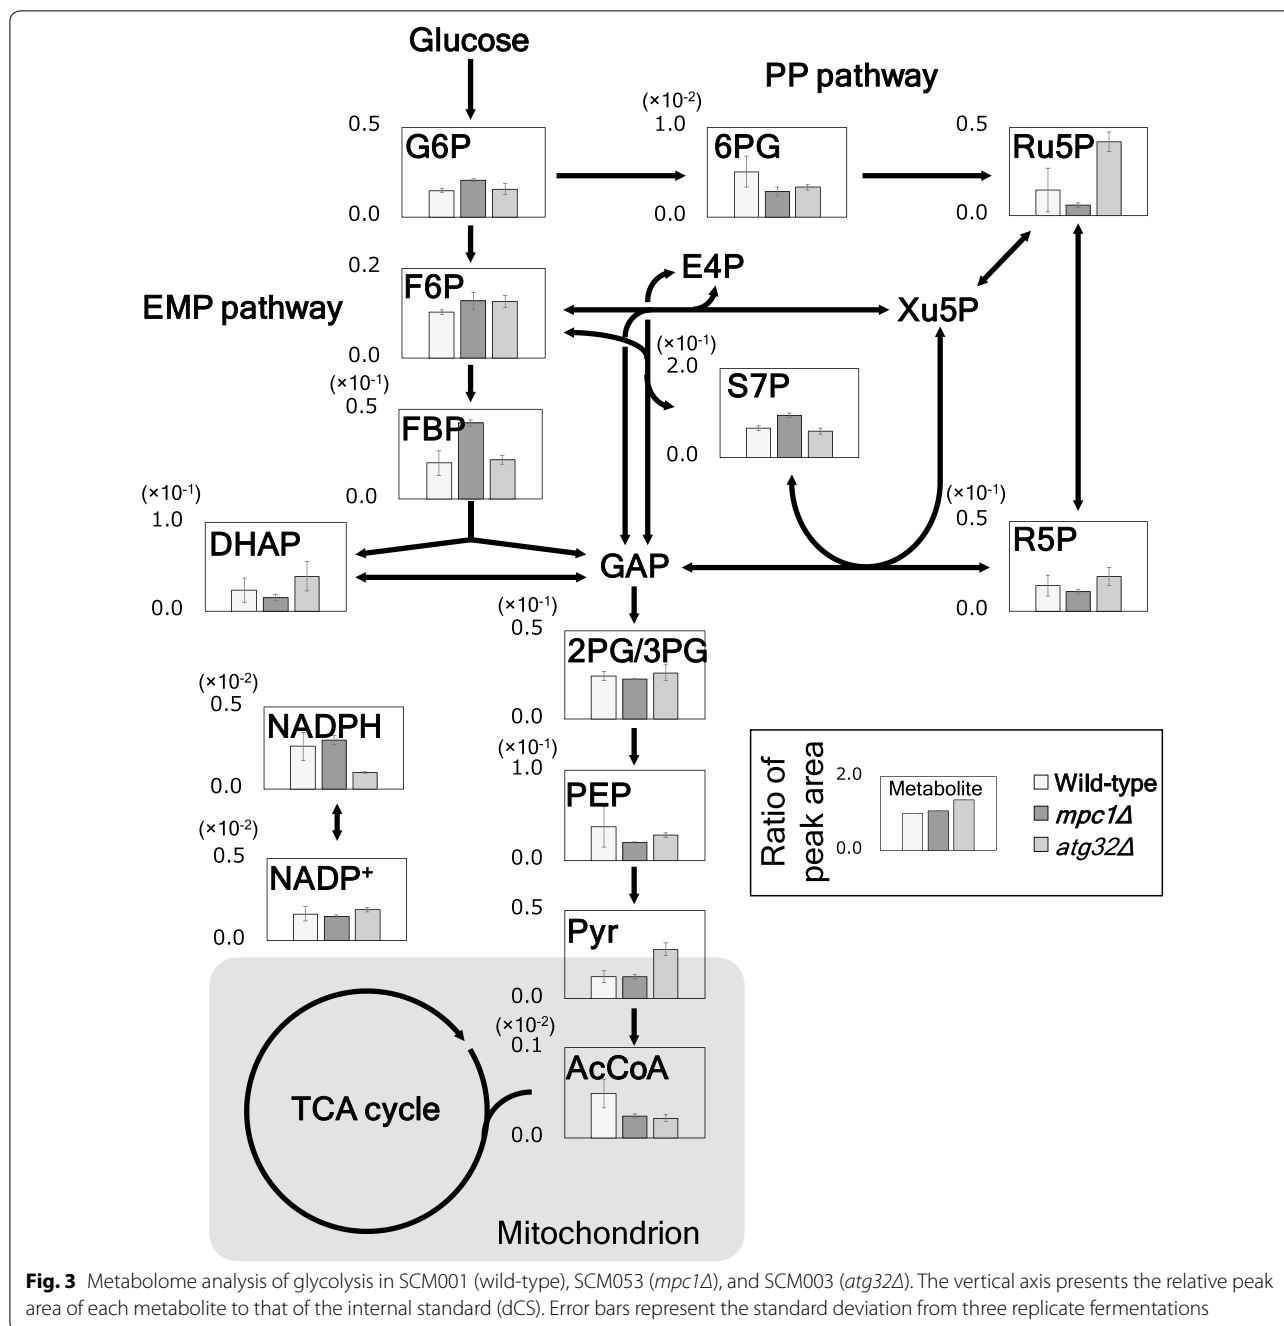 Glucose
PP pathway
0.5
G6P
0.0
(×10-2)
1.0
6PG
0.0
0.5
Ru5P
0.0
EMP pathway
0.2
F6P
0.0
E4P
Xu5P
(×10-1)
0.5
FBP
0.0
(×10-1)
2.0
S7P
0.0
(×10-1)
1.0
DHAP
0.0
GAP
(×10-1)
0.5
R5P
0.0
(×10-1)
0.5
2PG/3PG
0.0
(×10-2)
0.5
NADPH
0.0
(×10-1)
1.0
PEP
0.0
(×10-2)
0.5
NADP+
0.0
0.5
Pyr
0.0
Ratio of
peak area
2.0
Metabolite
0.0
Wild-type
mpc1Δ
atg32Δ
(×10-2)
0.1
AcCoA
0.0
TCA cycle
Mitochondrion
Fig. 3 Metabolome analysis of glycolysis in SCM001 (wild-type), SCM053 (mpc1Δ), and SCM003 (atg32Δ). The vertical axis presents the relative peak
area of each metabolite to that of the internal standard (dCS). Error bars represent the standard deviation from three replicate fermentations